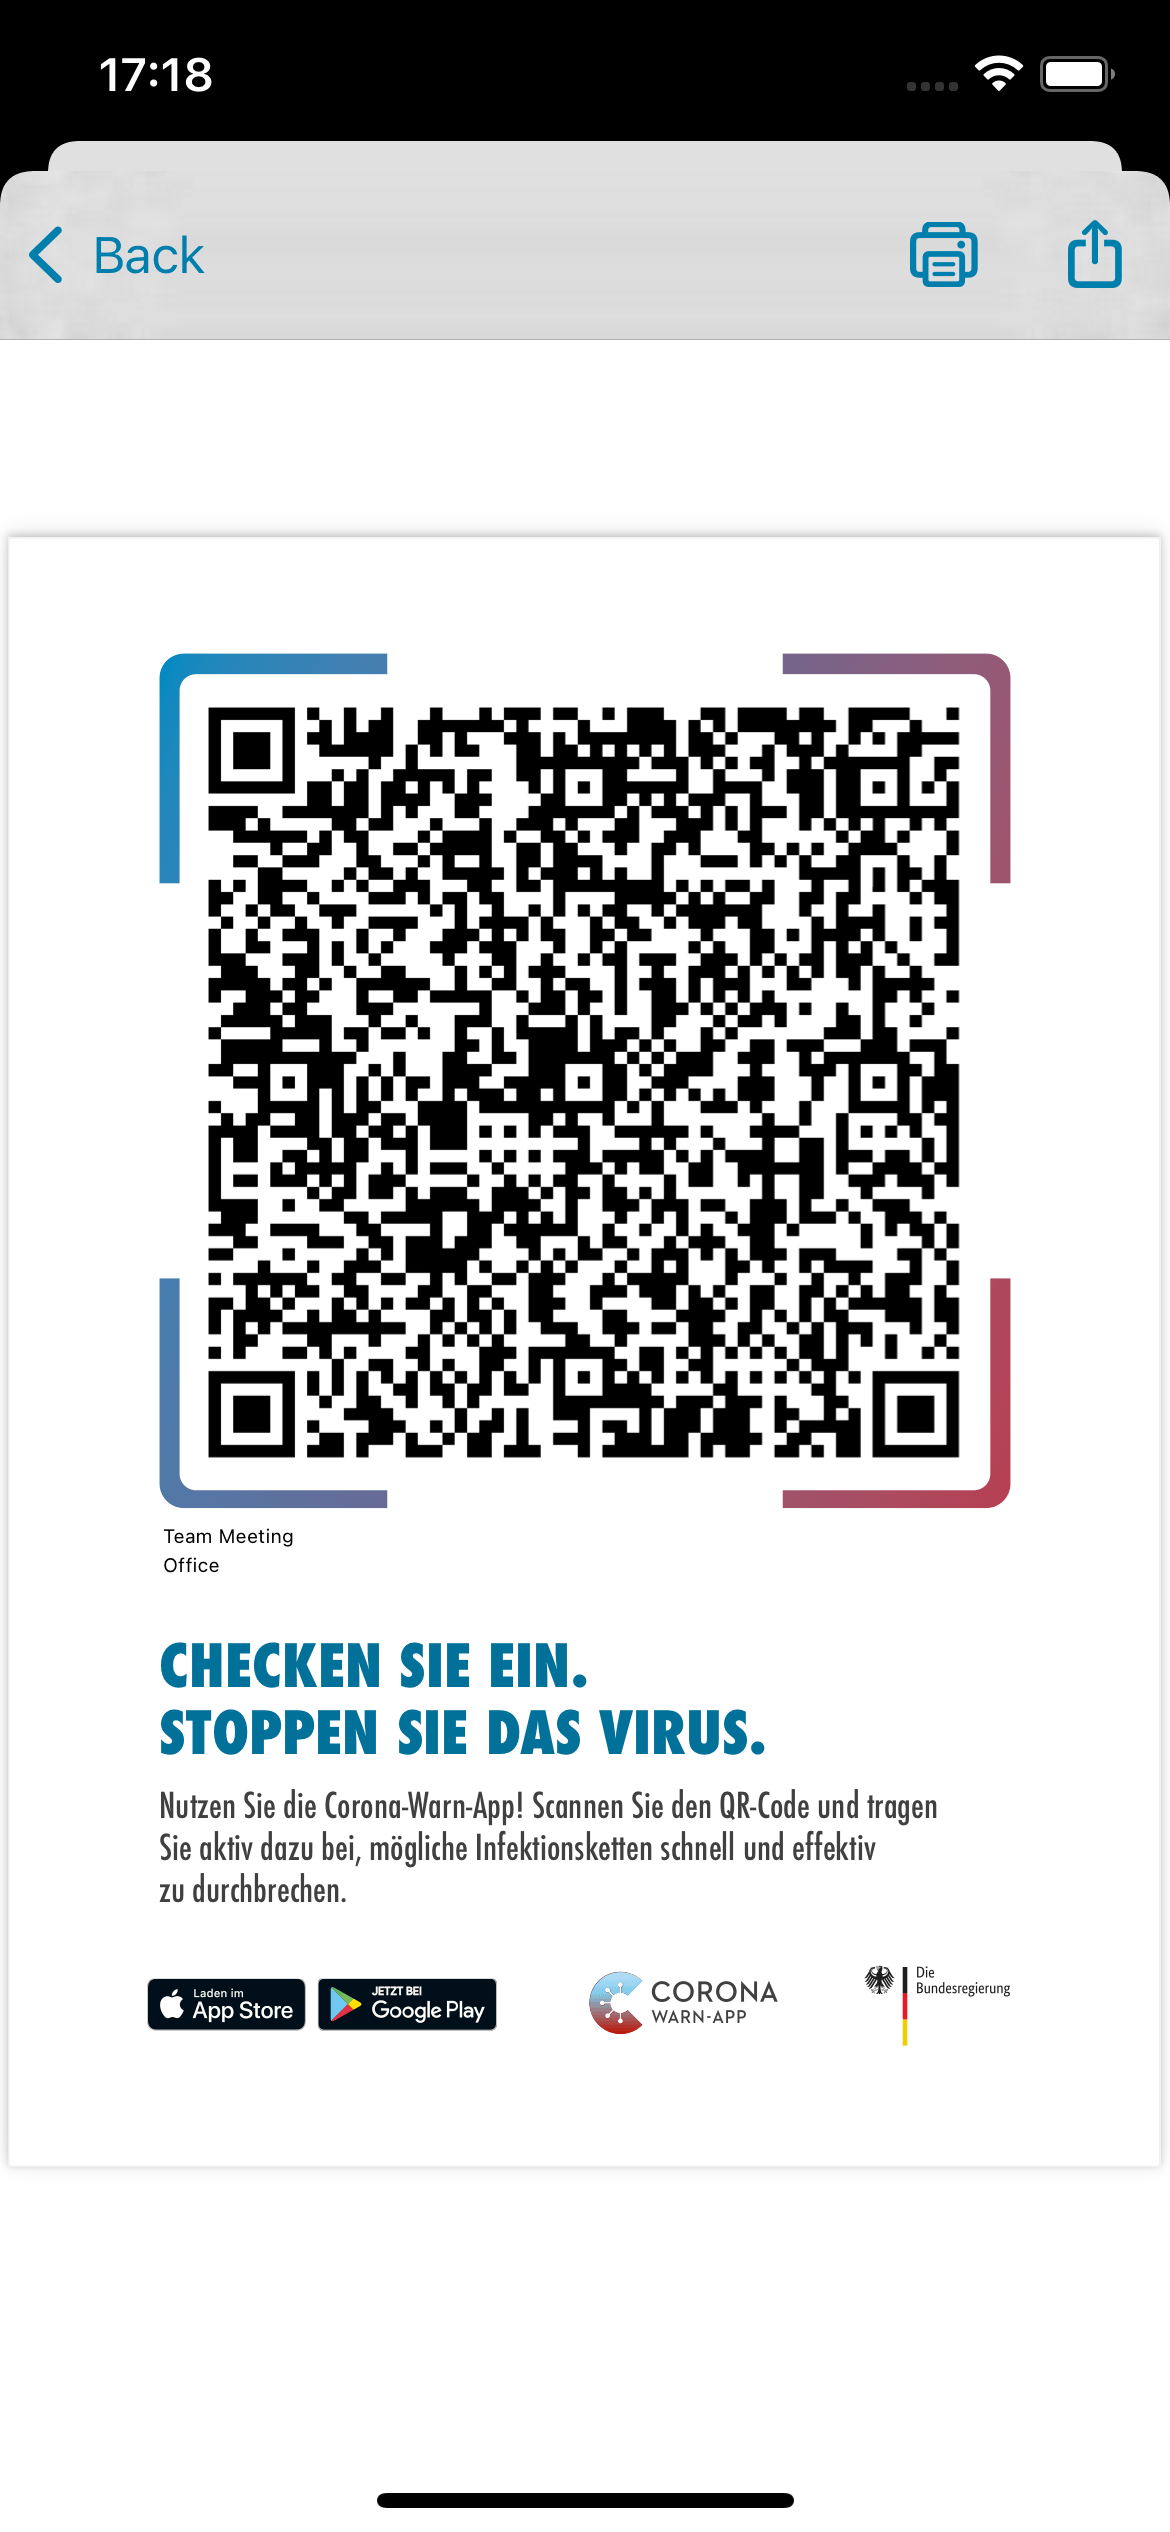 17:18
Back
Team Meeting
Office
CHECKEN SIE EIN.
STOPPEN SIE DAS VIRUS.
Nutzen Sie die Corona-Warn-App! Scannen Sie den QR-Code und tragen
Sie aktiv dazu bei, mögliche Infektionsketten schnell und effektiv
zu durchbrechen.
Laden im
App Store
JETZT BEI
Google Play
CORONA
WARN-APP
Die
Bundesregierung